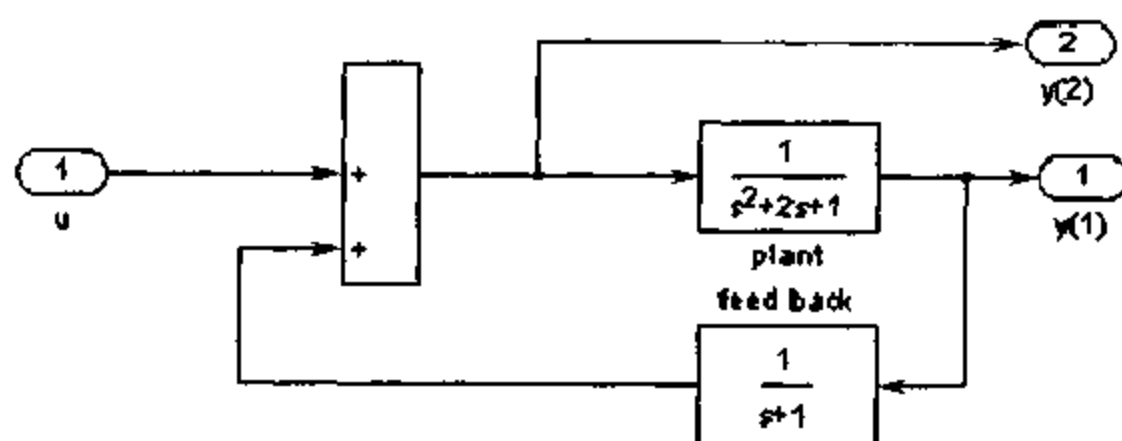 2
y(2)
1
u
+
+
1
s²+2s+1
plant
1
y(1)
feed back
1
s+1